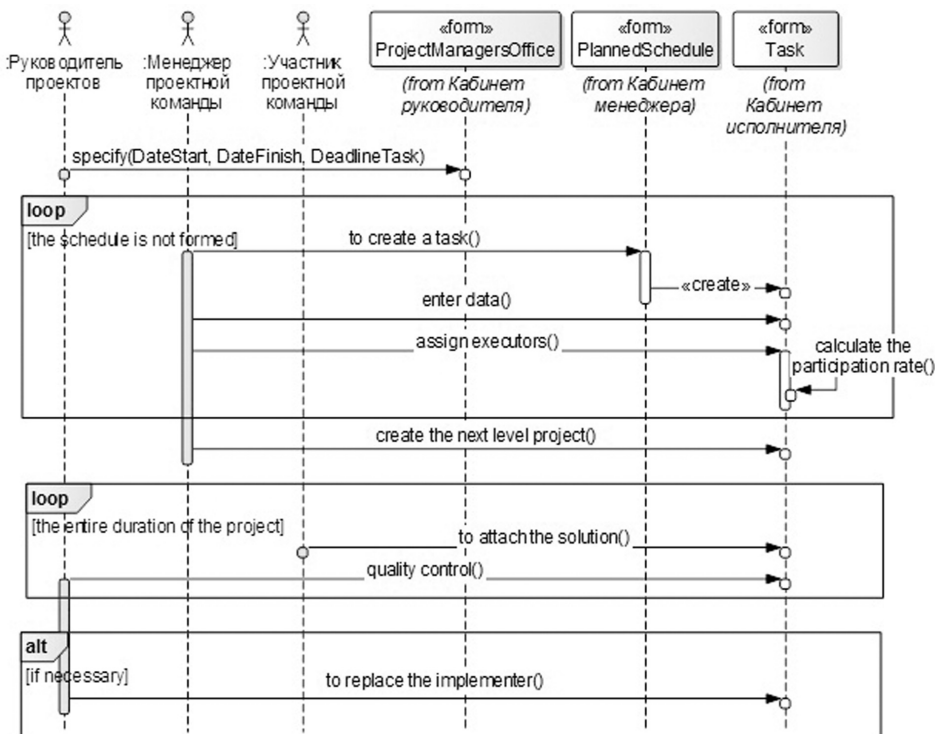 :Руководитель
проектов
:Менеджер
проектной
команды
:Участник
проектной
команды
«form»
ProjectManagersOffice
(from Кабинет
руководителя)
«form»
PlannedSchedule
(from Кабинет
менеджера)
«form»
Task
(from
Кабинет
исполнителя)
specify(DateStart, DateFinish, DeadlineTask)
loop
[the schedule is not formed]
to create a task()
«create»
enter data()
assign executors()
calculate the
participation rate()
create the next level project()
loop
[the entire duration of the project]
to attach the solution()
quality control()
alt
[if necessary]
to replace the implementer()